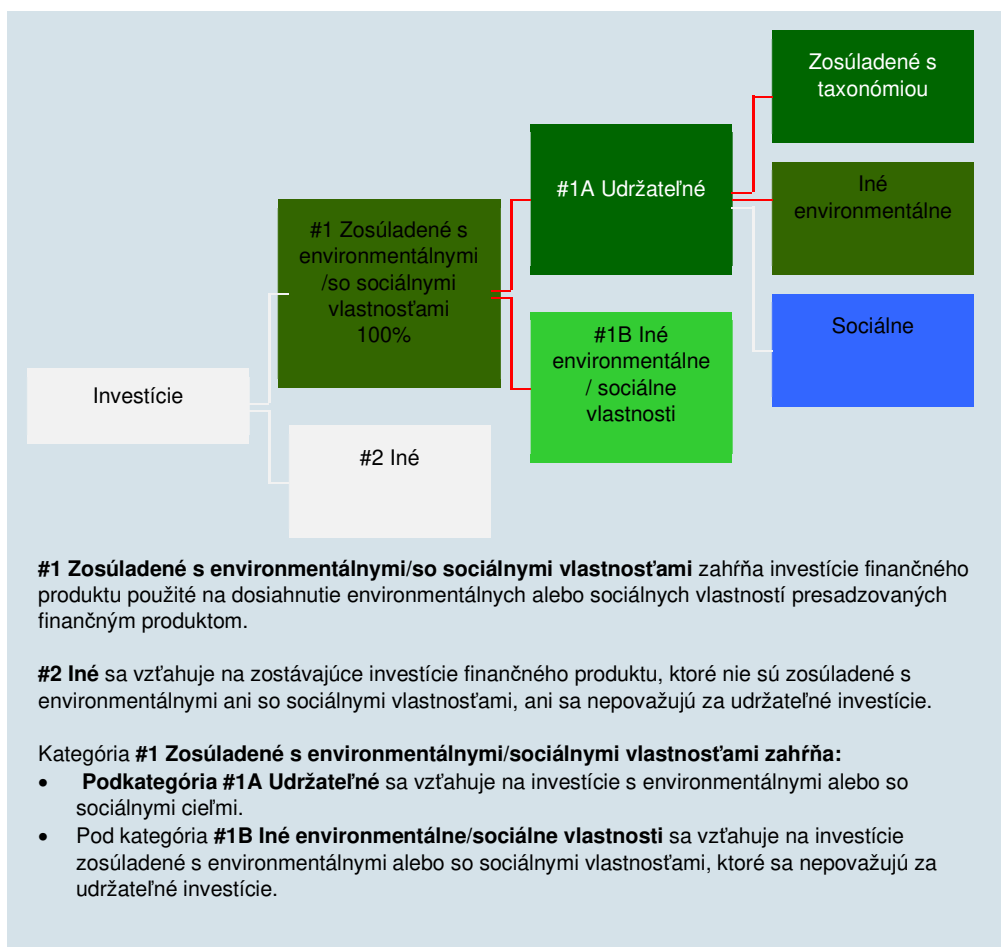 Zosúladené s
taxonómiou
#1A Udržateľné
Iné
environmentálne
#1 Zosúladené s
environmentálnymi
/so sociálnymi
vlastnosťami
100%
Sociálne
#1B Iné
environmentálne
/ sociálne
vlastnosti
Investície
#2 Iné
#1 Zosúladené s environmentálnymi/so sociálnymi vlastnosťami zahŕňa investície finančného
produktu použité na dosiahnutie environmentálnych alebo sociálnych vlastností presadzovaných
finančným produktom.
#2 Iné sa vzťahuje na zostávajúce investície finančného produktu, ktoré nie sú zosúladené s
environmentálnymi ani so sociálnymi vlastnosťami, ani sa nepovažujú za udržateľné investície.
Kategória #1 Zosúladené s environmentálnymi/sociálnymi vlastnosťami zahŕňa:
• Podkategória #1A Udržateľné sa vzťahuje na investície s environmentálnymi alebo so
sociálnymi cieľmi.
• Pod kategória #1B Iné environmentálne/sociálne vlastnosti sa vzťahuje na investície
zosúladené s environmentálnymi alebo so sociálnymi vlastnosťami, ktoré sa nepovažujú za
udržateľné investície.